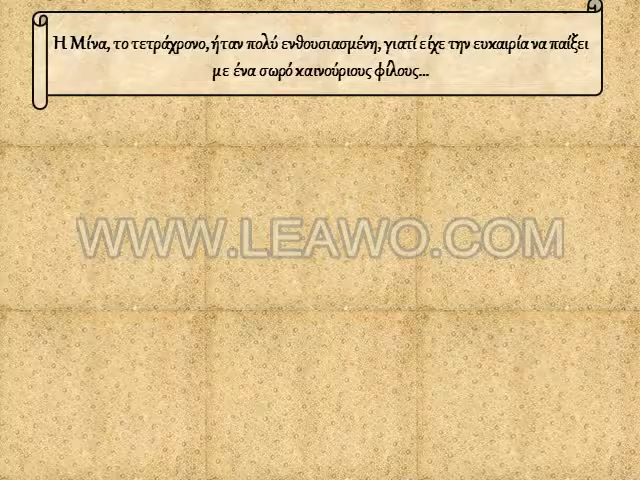 Η Μίνα, το τετράχρονο, ήταν πολύ ενθουσιασμένη, γιατί είχε την ευκαιρία να παίξει
με ένα σωρό καινούριους φίλους...
WWW.LEAWO.COM